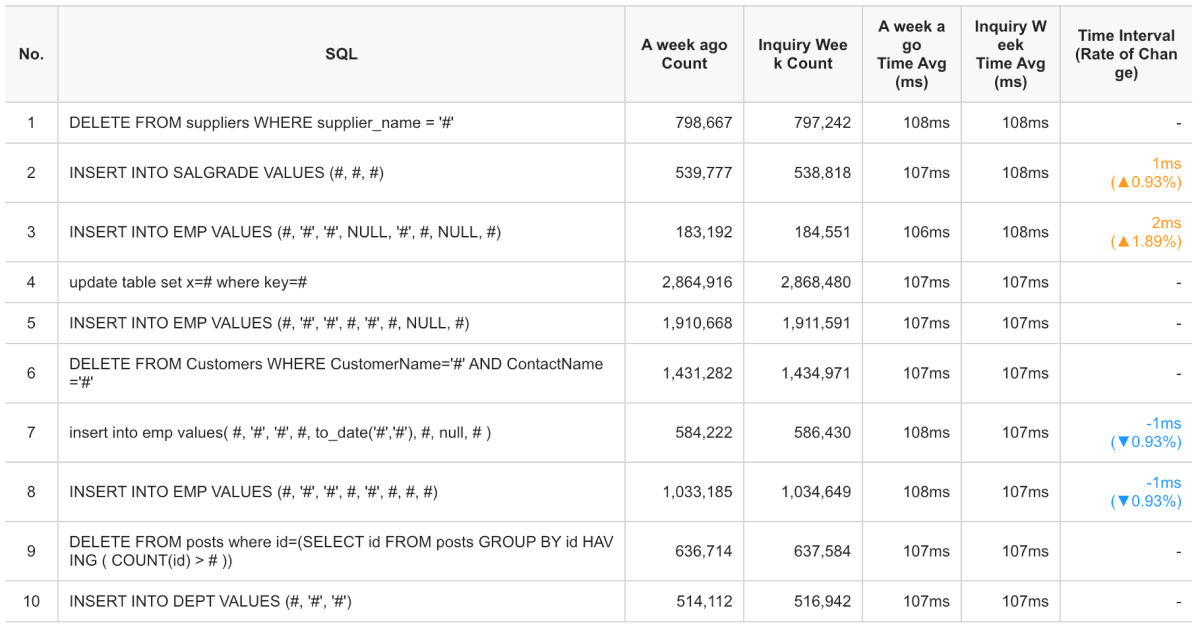 No.
SQL
A week ago
Count
Inquiry Wee
k Count
A week a
go
Time Avg
(ms)
Inquiry W
eek
Time Avg
(ms)
Time Interval
(Rate of Chan
ge)
1
DELETE FROM suppliers WHERE supplier_name = '#'
798,667
797,242
108ms
108ms
-
2
INSERT INTO SALGRADE VALUES (#, #, #)
539,777
538,818
107ms
108ms
1ms
(▲0.93%)
3
INSERT INTO EMP VALUES (#, '#', '#', NULL, '#', #, NULL, #)
183,192
184,551
106ms
108ms
2ms
(▲1.89%)
4
update table set x=# where key=#
2,864,916
2,868,480
107ms
107ms
-
5
INSERT INTO EMP VALUES (#, '#', '#', #, '#', #, NULL, #)
1,910,668
1,911,591
107ms
107ms
-
6
DELETE FROM Customers WHERE CustomerName='#' AND ContactName
='#'
1,431,282
1,434,971
107ms
107ms
-
7
insert into emp values( #, '#', '#', #, to_date('#','#'), #, null, # )
584,222
586,430
108ms
107ms
-1ms
(▼0.93%)
8
INSERT INTO EMP VALUES (#, '#', '#', #, '#', #, #, #)
1,033,185
1,034,649
108ms
107ms
-1ms
(▼0.93%)
9
DELETE FROM posts where id=(SELECT id FROM posts GROUP BY id HAV
ING ( COUNT(id) > # ))
636,714
637,584
107ms
107ms
-
10
INSERT INTO DEPT VALUES (#, '#', '#')
514,112
516,942
107ms
107ms
-